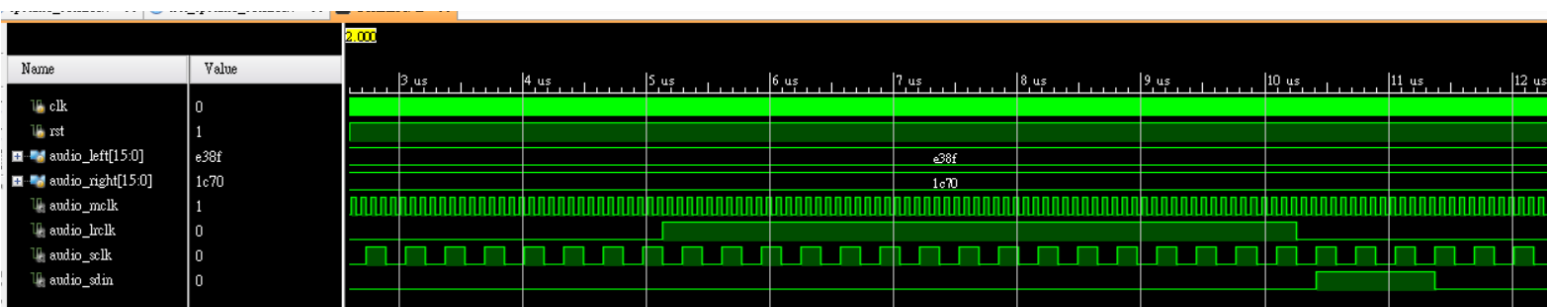 2.000
Name Value
3 us 4 us 5 us 6 us 7 us 8 us 9 us 10 us 11 us 12 us
clk 0
rst 1
audio_left[15:0] e38f e38f
audio_right[15:0] 1c70 1c70
audio_mclk 1
audio_lrclk 0
audio_sclk 0
audio_sdin 0